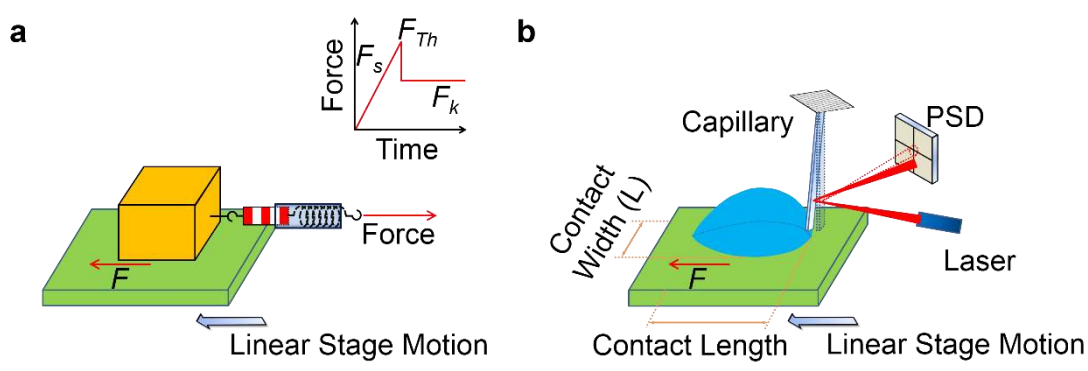 a
Force
F_Th
F_s
F_k
Time
Force
F
Linear Stage Motion
b
Capillary
PSD
Contact
Width (L)
Laser
F
Contact Length
Linear Stage Motion